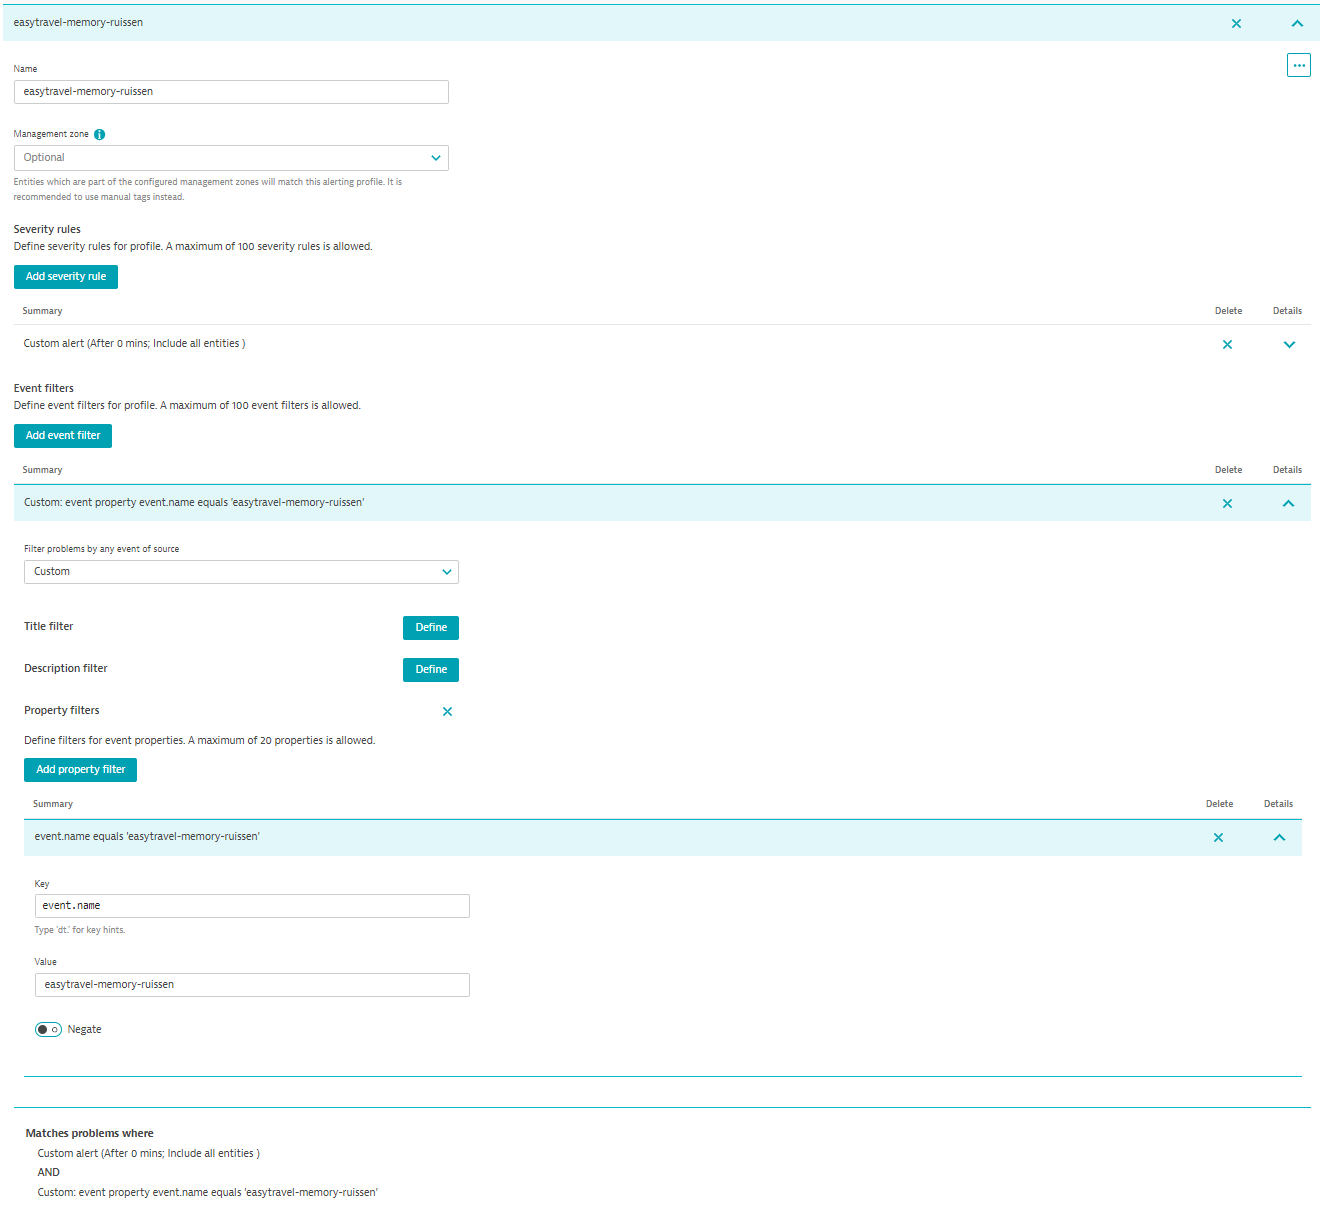 easytravel-memory-ruissen
Name
easytravel-memory-ruissen
Management zone
Optional
Entities which are part of the configured management zones will match this alerting profile. It is
recommended to use manual tags instead.
Severity rules
Define severity rules for profile. A maximum of 100 severity rules is allowed.
Add severity rule
Summary Delete Details
Custom alert (After 0 mins; Include all entities )
Event filters
Define event filters for profile. A maximum of 100 event filters is allowed.
Add event filter
Summary Delete Details
Custom: event property event.name equals 'easytravel-memory-ruissen'
Filter problems by any event of source
Custom
Title filter Define
Description filter Define
Property filters
Define filters for event properties. A maximum of 20 properties is allowed.
Add property filter
Summary Delete Details
event.name equals 'easytravel-memory-ruissen'
Key
event.name
Type 'dt.' for key hints.
Value
easytravel-memory-ruissen
Negate
Matches problems where
Custom alert (After 0 mins; Include all entities )
AND
Custom: event property event.name equals 'easytravel-memory-ruissen'